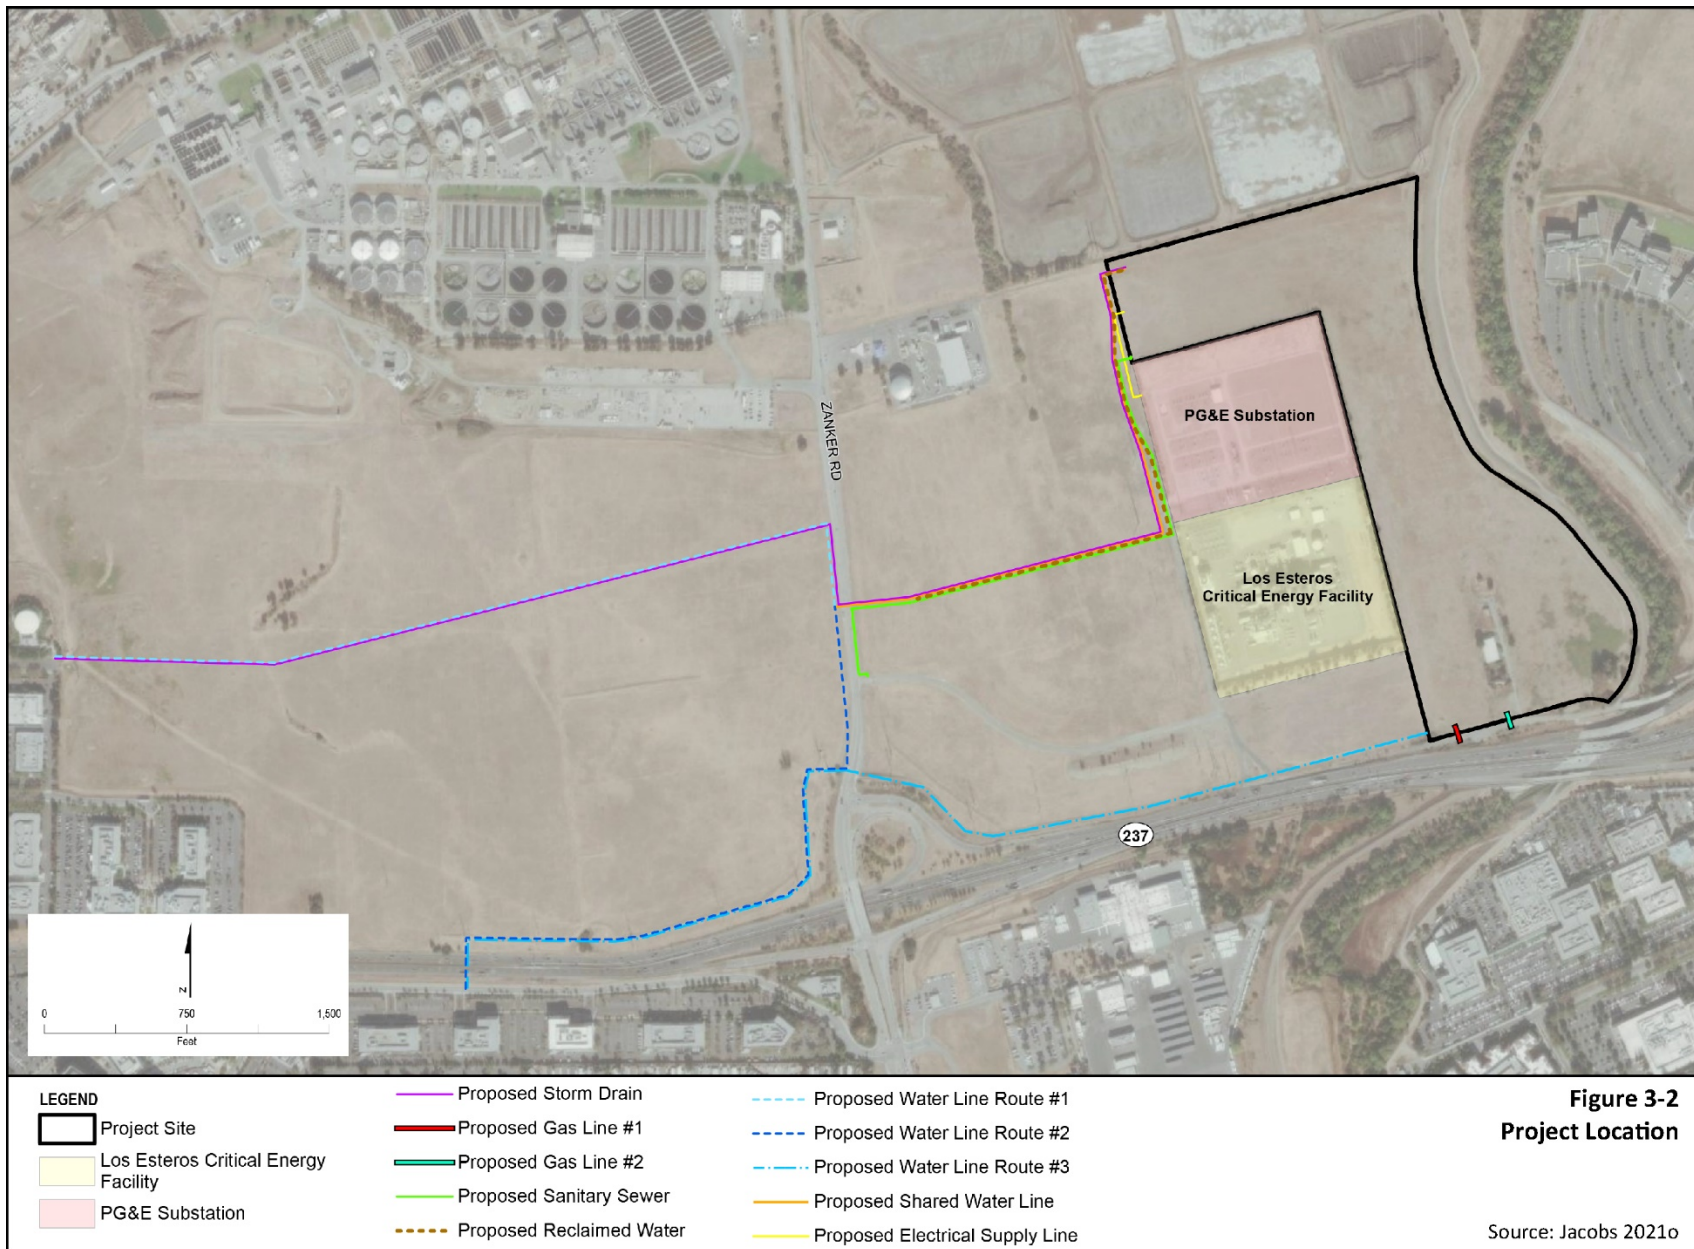 ZANKER RD
PG&E Substation
Los Esteros
Critical Energy Facility
237
N
0 750 1,500
Feet
LEGEND
Project Site
Los Esteros Critical Energy
Facility
PG&E Substation
Proposed Storm Drain
Proposed Gas Line #1
Proposed Gas Line #2
Proposed Sanitary Sewer
Proposed Reclaimed Water
Proposed Water Line Route #1
Proposed Water Line Route #2
Proposed Water Line Route #3
Proposed Shared Water Line
Proposed Electrical Supply Line
Figure 3-2
Project Location
Source: Jacobs 2021o